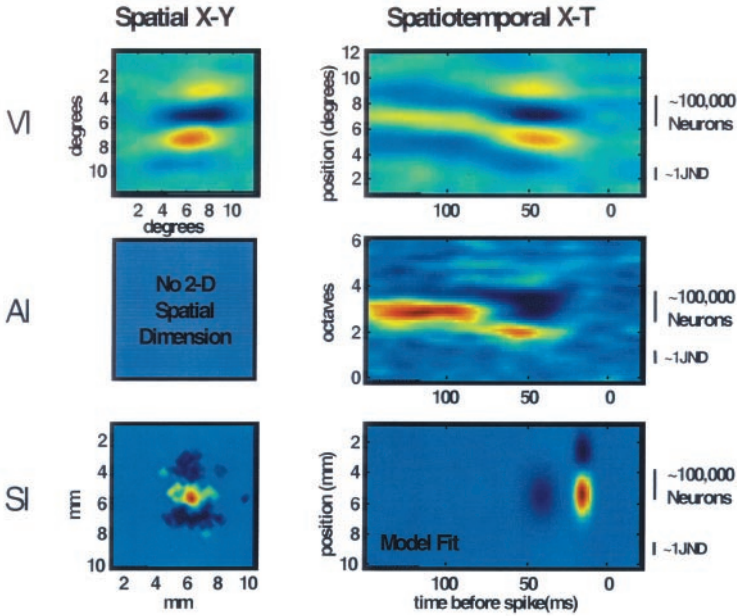 Spatial X-Y
Spatiotemporal X-T
VI
degrees
2
4
6
8
10
2 4 6 8 10
degrees
position (degrees)
12
10
8
6
4
2
100 50 0
~100,000
Neurons
~1JND
AI
No 2-D
Spatial
Dimension
octaves
6
4
2
0
100 50 0
~100,000
Neurons
~1JND
SI
mm
2
4
6
8
10
2 4 6 8 10
mm
position (mm)
2
4
6
8
10
Model Fit
100 50 0
time before spike(ms)
~100,000
Neurons
~1JND